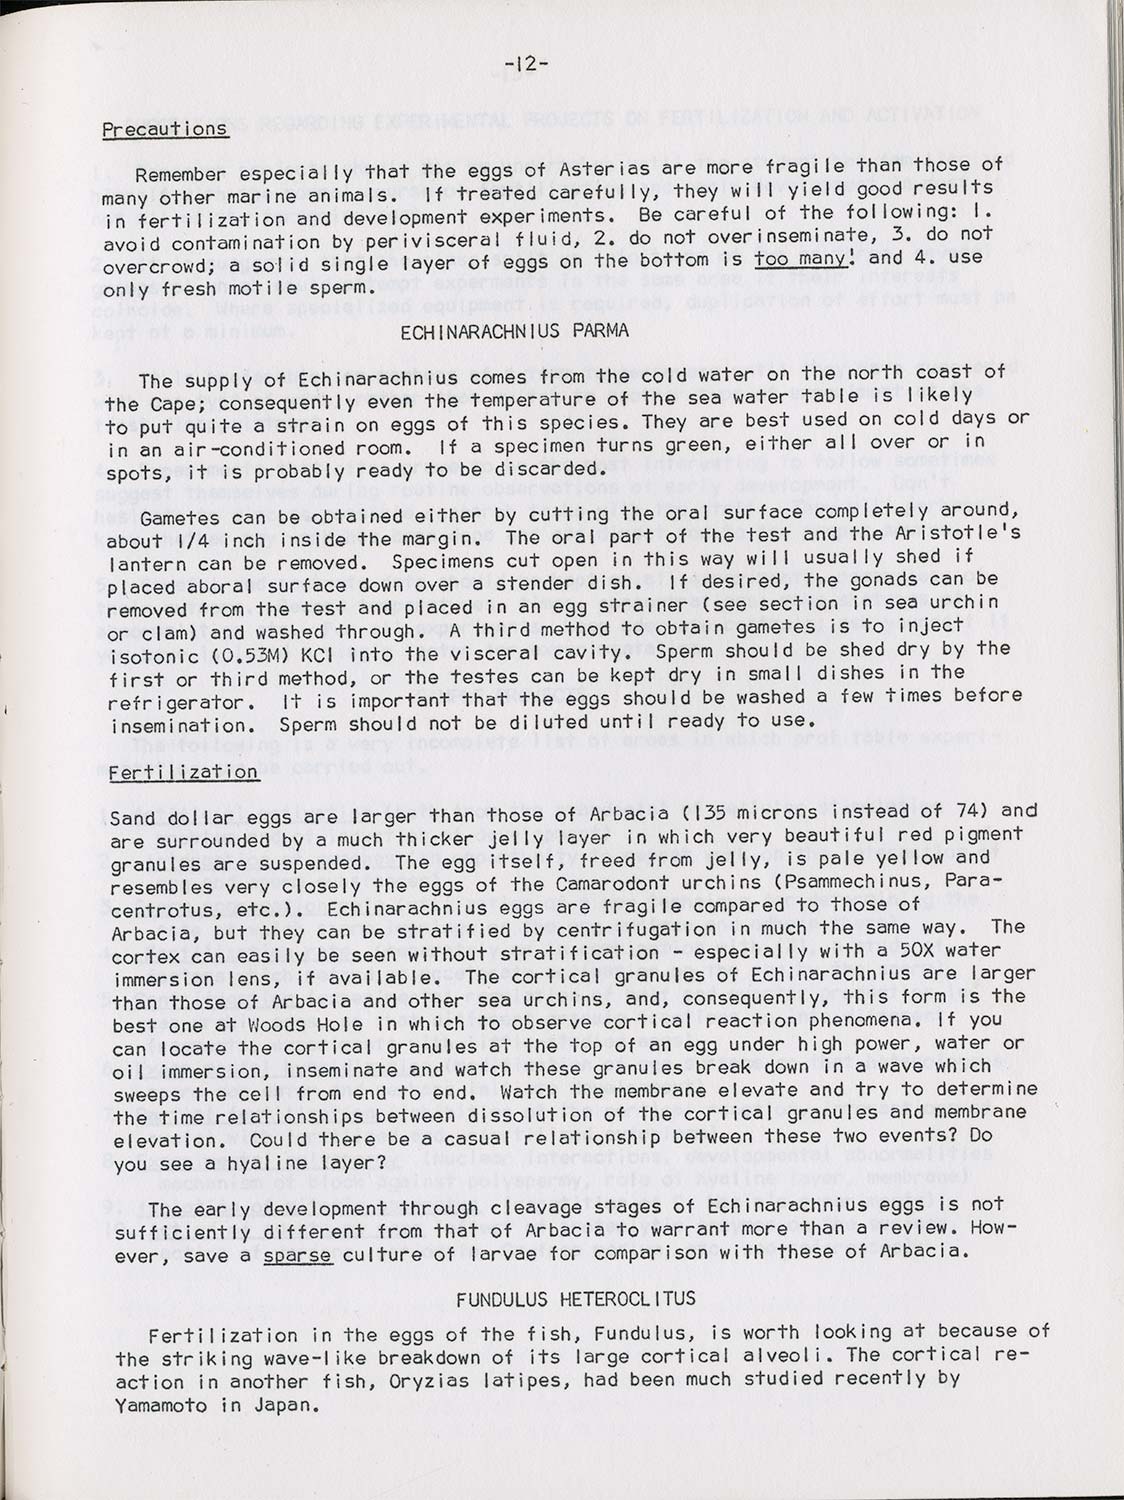 -12-
Precautions
Remember especially that the eggs of Asterias are more fragile than those of
many other marine animals. If treated carefully, they will yield good results
in fertilization and development experiments. Be careful of the following: 1.
avoid contamination by perivisceral fluid, 2. do not overinseminate, 3. do not
overcrowd; a solid single layer of eggs on the bottom is too many! and 4. use
only fresh motile sperm.
ECHINARACHNIUS PARMA
The supply of Echinarachnius comes from the cold water on the north coast of
the Cape; consequently even the temperature of the sea water table is likely
to put quite a strain on eggs of this species. They are best used on cold days or
in an air-conditioned room. If a specimen turns green, either all over or in
spots, it is probably ready to be discarded.
Gametes can be obtained either by cutting the oral surface completely around,
about 1/4 inch inside the margin. The oral part of the test and the Aristotle's
lantern can be removed. Specimens cut open in this way will usually shed if
placed aboral surface down over a stender dish. If desired, the gonads can be
removed from the test and placed in an egg strainer (see section in sea urchin
or clam) and washed through. A third method to obtain gametes is to inject
isotonic (0.53M) KCl into the visceral cavity. Sperm should be shed dry by the
first or third method, or the testes can be kept dry in small dishes in the
refrigerator. It is important that the eggs should be washed a few times before
insemination. Sperm should not be diluted until ready to use.
Fertilization
Sand dollar eggs are larger than those of Arbacia (135 microns instead of 74) and
are surrounded by a much thicker jelly layer in which very beautiful red pigment
granules are suspended. The egg itself, freed from jelly, is pale yellow and
resembles very closely the eggs of the Camarodont urchins (Psammechinus, Para-
centrotus, etc.). Echinarachnius eggs are fragile compared to those of
Arbacia, but they can be stratified by centrifugation in much the same way. The
cortex can easily be seen without stratification - especially with a 50X water
immersion lens, if available. The cortical granules of Echinarachnius are larger
than those of Arbacia and other sea urchins, and, consequently, this form is the
best one at Woods Hole in which to observe cortical reaction phenomena. If you
can locate the cortical granules at the top of an egg under high power, water or
oil immersion, inseminate and watch these granules break down in a wave which
sweeps the cell from end to end. Watch the membrane elevate and try to determine
the time relationships between dissolution of the cortical granules and membrane
elevation. Could there be a casual relationship between these two events? Do
you see a hyaline layer?
The early development through cleavage stages of Echinarachnius eggs is not
sufficiently different from that of Arbacia to warrant more than a review. How-
ever, save a sparse culture of larvae for comparison with these of Arbacia.
FUNDULUS HETEROCLITUS
Fertilization in the eggs of the fish, Fundulus, is worth looking at because of
the striking wave-like breakdown of its large cortical alveoli. The cortical re-
action in another fish, Oryzias latipes, had been much studied recently by
Yamamoto in Japan.